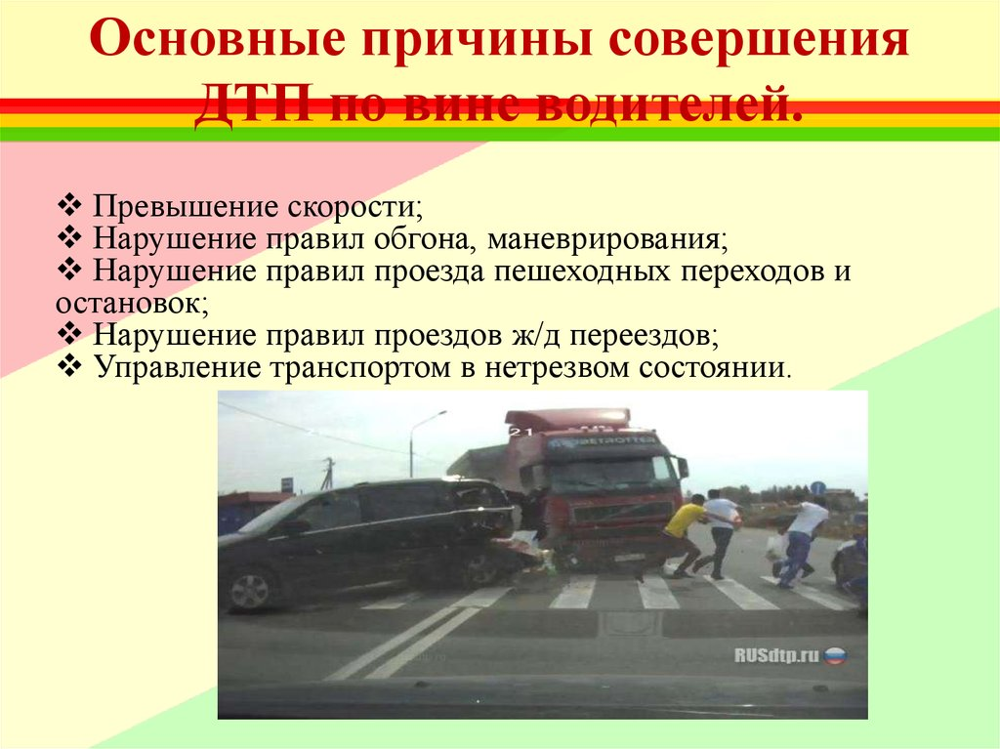 Основные причины совершения
ДТП по вине водителей.
❖ Превышение скорости;
❖ Нарушение правил обгона, маневрирования;
❖ Нарушение правил проезда пешеходных переходов и
остановок;
❖ Нарушение правил проездов ж/д переездов;
❖ Управление транспортом в нетрезвом состоянии.
21
RUSdtp.ru